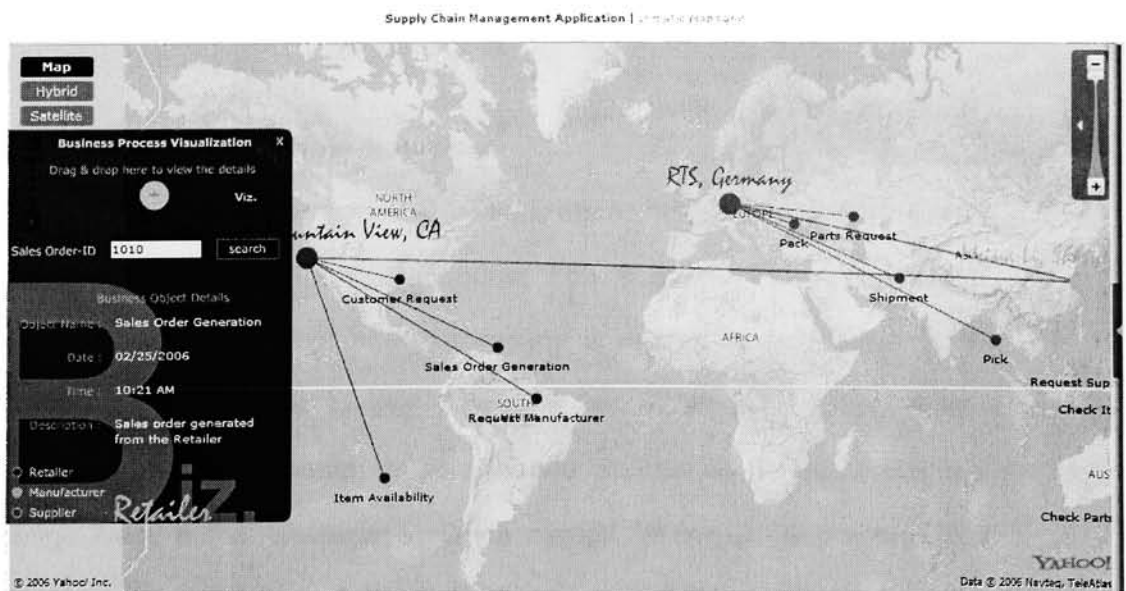 Supply Chain Management Application |
Map
Hybrid
Satellite
Business Process Visualization X
Drag & drop here to view the details
Viz.
Sales Order-ID 1010 search
Business Object Details
Object Name : Sales Order Generation
Date : 02/25/2006
Time : 10:21 AM
Description : Sales order generated
from the Retailer
Retailer
Manufacturer
Supplier
Retailer
iz.
NORTH
AMERICA
untain View, CA
Customer Request
Sales Order Generation
SOUTH
Request Manufacturer
Item Availability
RTS, Germany
EUROPE
Parts Request
Pack
Shipment
AFRICA
Pick
Request Sup
Check It
AUS
Check Parts
YAHOO!
© 2006 Yahoo! Inc.
Data © 2006 Navteq, TeleAtlas